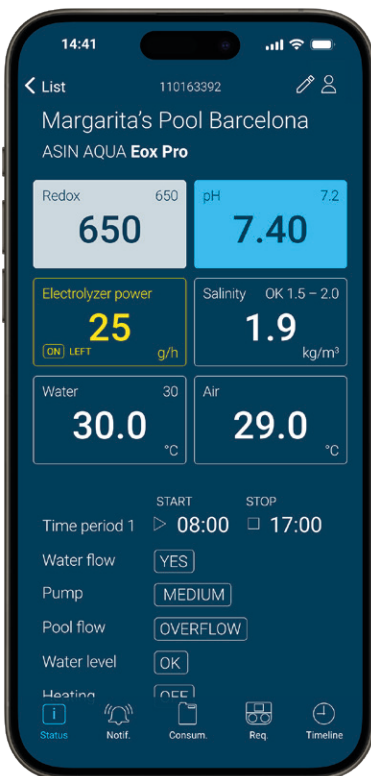 14:41
List 110163392
Margarita's Pool Barcelona
ASIN AQUA Eox Pro
Redox 650
650
pH 7.2
7.40
Electrolyzer power
25
ON LEFT g/h
Salinity OK 1.5 – 2.0
1.9
kg/m³
Water 30
30.0
°C
Air
29.0
°C
START STOP
Time period 1 08:00 17:00
Water flow YES
Pump MEDIUM
Pool flow OVERFLOW
Water level OK
Heating OFF
Status Notif. Consum. Req. Timeline